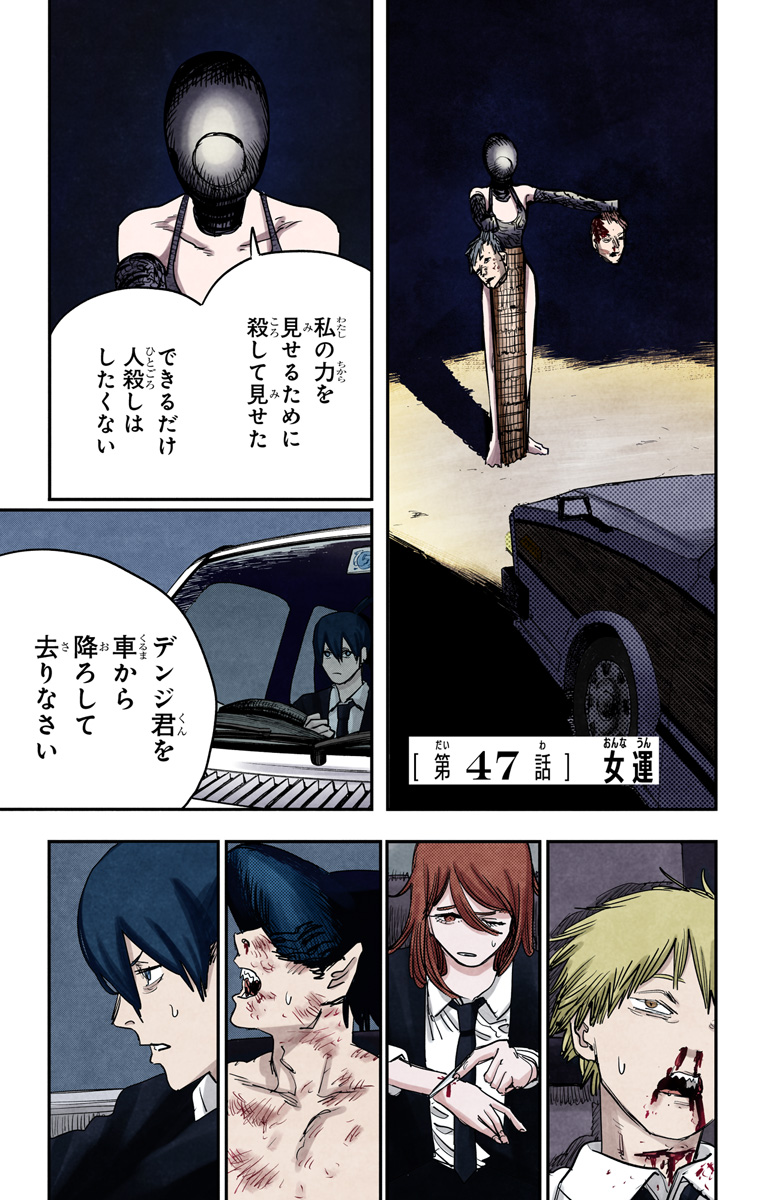 [第47話] 女運
私の力を
見せるために
殺して見せた
できるだけ
人殺しは
したくない
デンジ君を
車から
降ろして
去りなさい